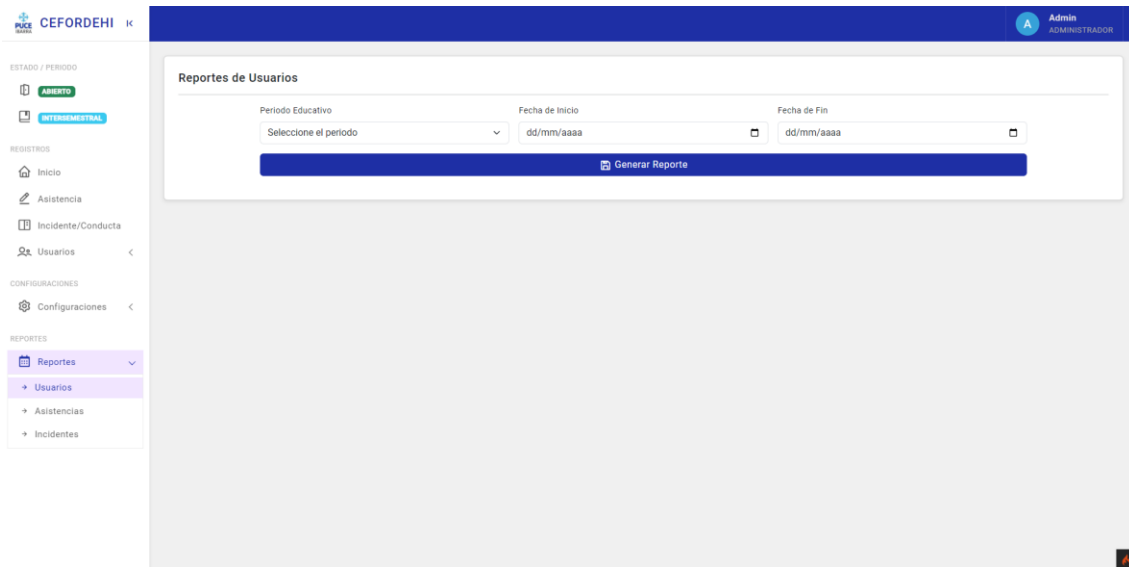 PUCE
IBARRA
CEFORDEHI
A
Admin
ADMINISTRADOR
ESTADO / PERIODO
ABIERTO
INTERSEMESTRAL
REGISTROS
Inicio
Asistencia
Incidente/Conducta
Usuarios
CONFIGURACIONES
Configuraciones
REPORTES
Reportes
Usuarios
Asistencias
Incidentes
Reportes de Usuarios
Periodo Educativo
Fecha de Inicio
Fecha de Fin
Seleccione el periodo
dd/mm/aaaa
dd/mm/aaaa
Generar Reporte